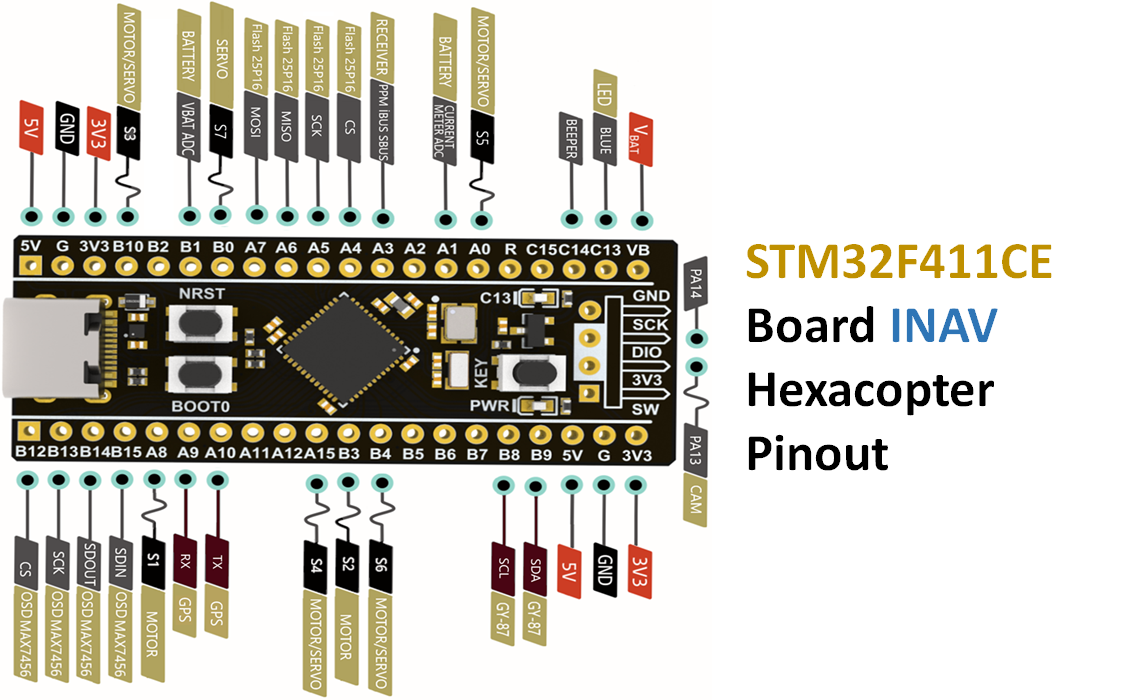 MOTOR/SERVO
BATTERY
SERVO
Flash 25P16
Flash 25P16
Flash 25P16
Flash 25P16
RECEIVER
BATTERY
MOTOR/SERVO
LED
5V
GND
3V3
S3
VBAT ADC
S7
MOSI
MISO
SCK
CS
PPM iBUS SBUS
CURRENT
METER ADC
S5
BEEPER
BLUE
VBAT
5V G 3V3 B10 B2 B1 B0 A7 A6 A5 A4 A3 A2 A1 A0 R C15 C14 C13 VB
NRST
BOOT0
C13
KEY
PWR
GND
SCK
DIO
3V3
SW
PA14
PA13
CAM
B12 B13 B14 B15 A8 A9 A10 A11 A12 A15 B3 B4 B5 B6 B7 B8 B9 5V G 3V3
CS
SCK
SDOUT
SDIN
S1
RX
TX
S4
S2
S6
SCL
SDA
5V
GND
3V3
OSD MAX7456
OSD MAX7456
OSD MAX7456
OSD MAX7456
MOTOR
GPS
GPS
MOTOR/SERVO
MOTOR
MOTOR/SERVO
GY-87
GY-87
STM32F411CE
Board INAV
Hexacopter
Pinout